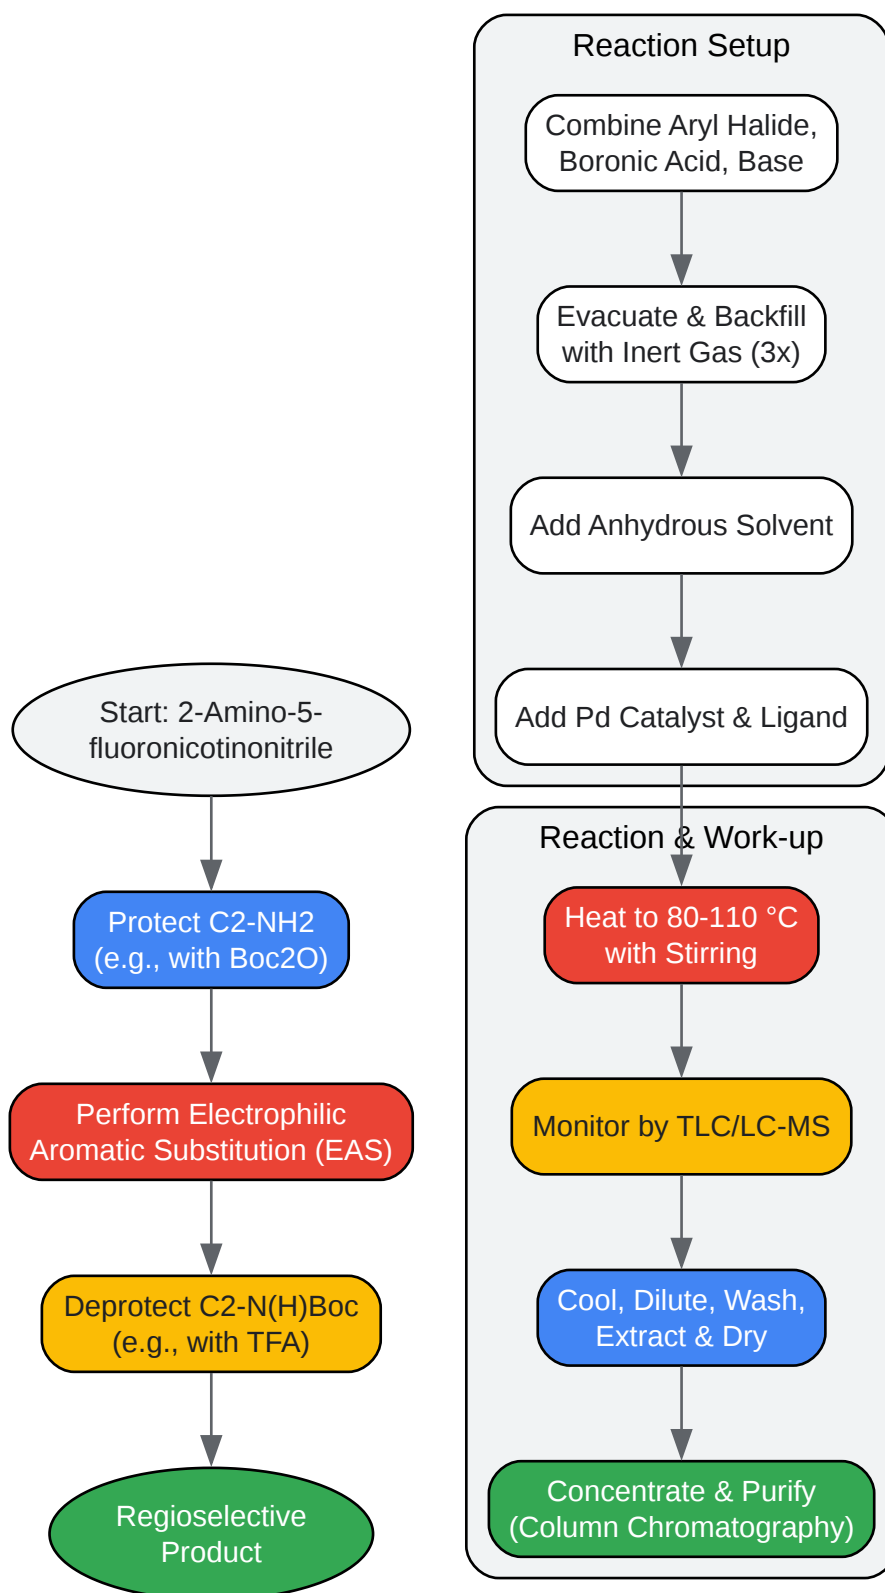 Start: 2-Amino-5-
fluoronicotinonitrile
Protect C2-NH2
(e.g., with Boc2O)
Perform Electrophilic
Aromatic Substitution (EAS)
Deprotect C2-N(H)Boc
(e.g., with TFA)
Regioselective
Product
Reaction Setup
Combine Aryl Halide,
Boronic Acid, Base
Evacuate & Backfill
with Inert Gas (3x)
Add Anhydrous Solvent
Add Pd Catalyst & Ligand
Reaction & Work-up
Heat to 80-110 °C
with Stirring
Monitor by TLC/LC-MS
Cool, Dilute, Wash,
Extract & Dry
Concentrate & Purify
(Column Chromatography)